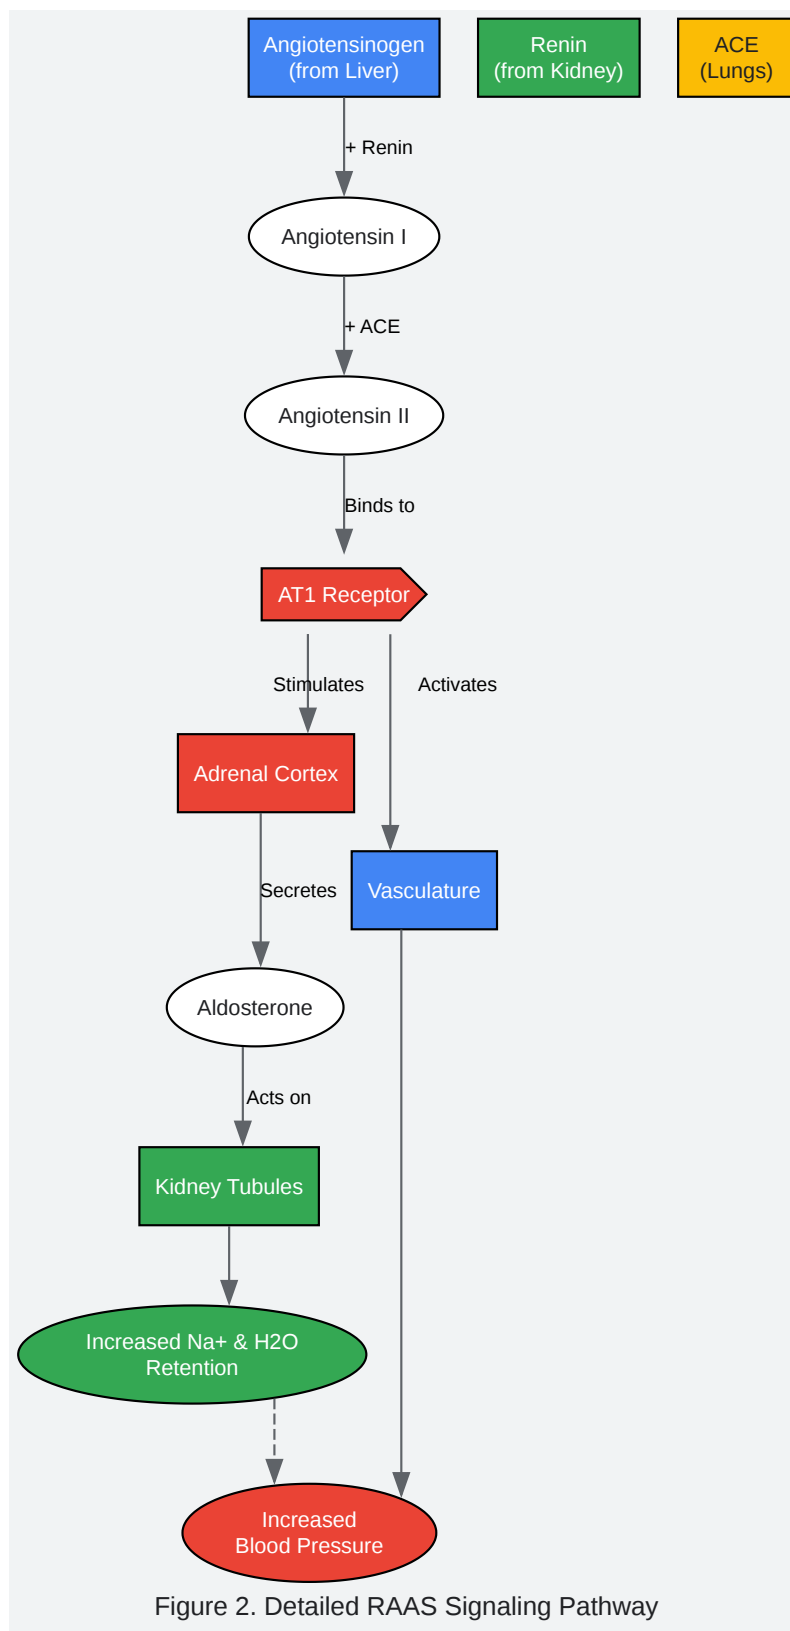 Angiotensinogen
(from Liver)
Renin
(from Kidney)
ACE
(Lungs)
+ Renin
Angiotensin I
+ ACE
Angiotensin II
Binds to
AT1 Receptor
Stimulates
Activates
Adrenal Cortex
Secretes
Vasculature
Aldosterone
Acts on
Kidney Tubules
Increased Na+ & H2O
Retention
Increased
Blood Pressure
Figure 2. Detailed RAAS Signaling Pathway